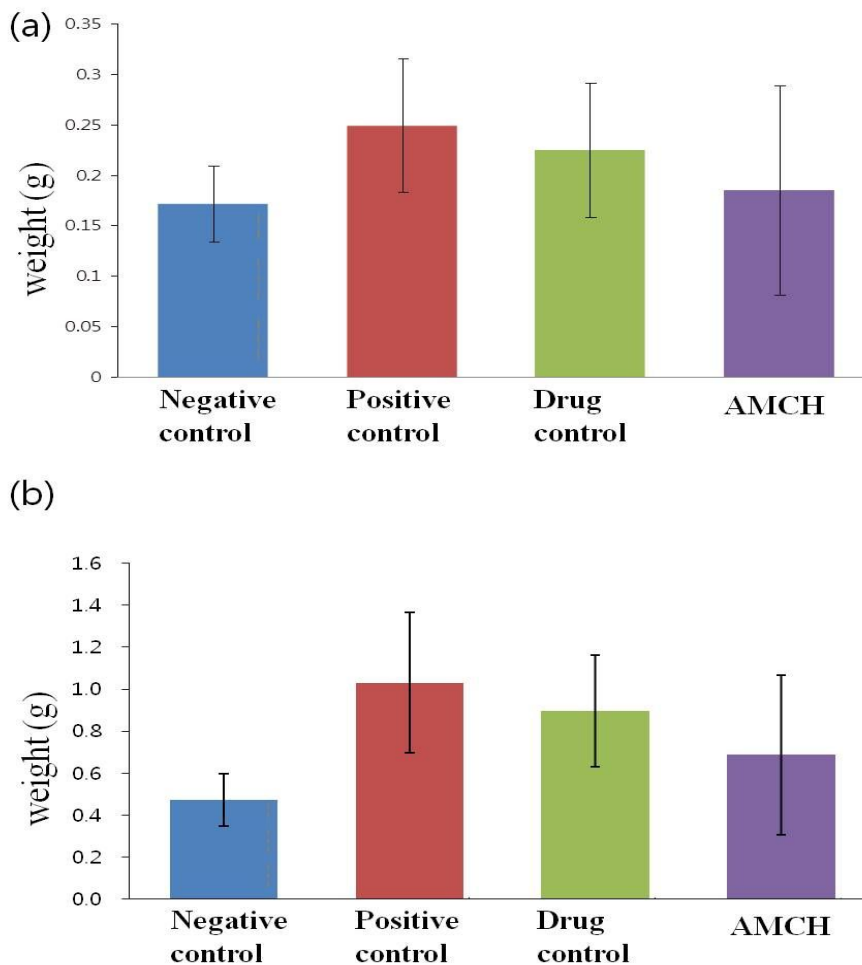 (a)
0.35
0.3
0.25
0.2
0.15
0.1
0.05
0
weight (g)
Negative
control
Positive
control
Drug
control
AMCH
(b)
1.6
1.4
1.2
1.0
0.8
0.6
0.4
0.2
0.0
weight (g)
Negative
control
Positive
control
Drug
control
AMCH